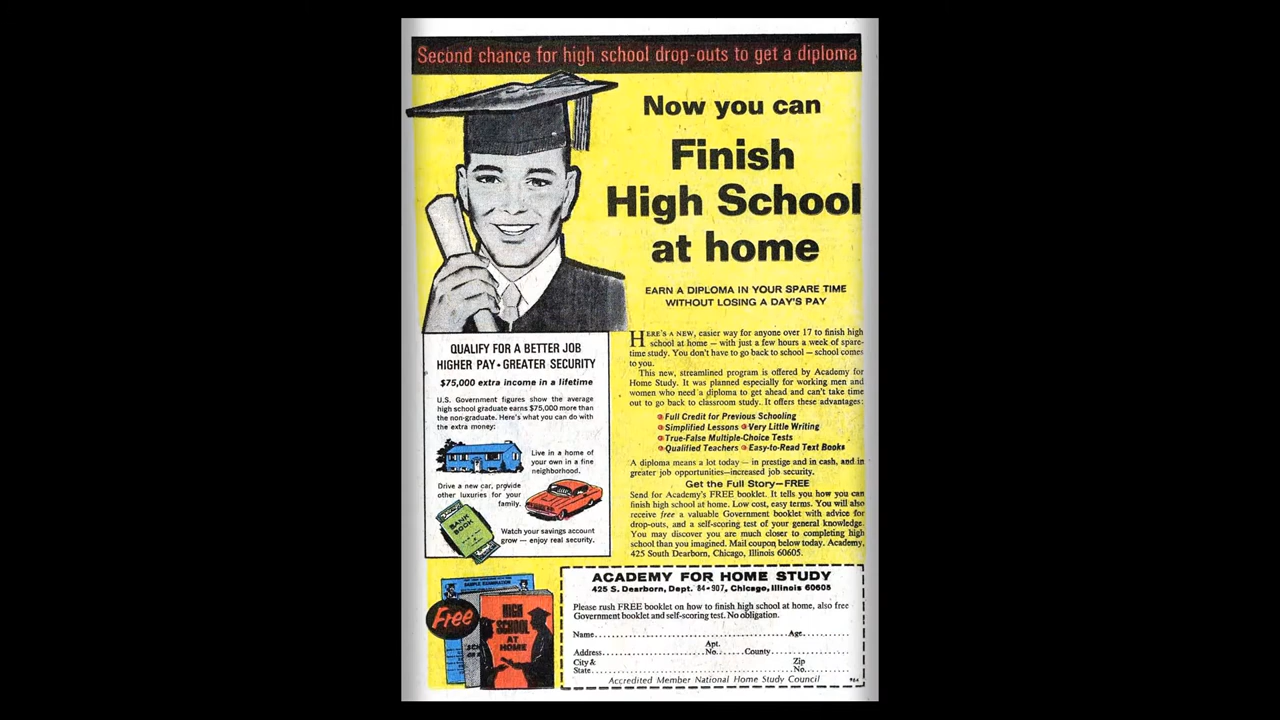 Second chance for high school drop-outs to get a diploma
Now you can
Finish
High School
at home
EARN A DIPLOMA IN YOUR SPARE TIME
WITHOUT LOSING A DAY'S PAY
HERE'S A NEW, easier way for anyone over 17 to finish high
school at home — with just a few hours a week of spare-
time study. You don't have to go back to school — school comes
to you.
This new, streamlined program is offered by Academy for
Home Study. It was planned especially for working men and
women who need a diploma to get ahead and can't take time
out to go back to classroom study. It offers these advantages:
Full Credit for Previous Schooling
Simplified Lessons Very Little Writing
True-False Multiple-Choice Tests
Qualified Teachers Easy-to-Read Text Books
A diploma means a lot today — in prestige and in cash, and in
greater job opportunities—increased job security.
Get the Full Story—FREE
Send for Academy's FREE booklet. It tells you how you can
finish high school at home. Low cost, easy terms. You will also
receive free a valuable Government booklet with advice for
drop-outs, and a self-scoring test of your general knowledge.
You may discover you are much closer to completing high
school than you imagined. Mail coupon below today. Academy,
425 South Dearborn, Chicago, Illinois 60605.
QUALIFY FOR A BETTER JOB
HIGHER PAY • GREATER SECURITY
$75,000 extra income in a lifetime
U.S. Government figures show the average
high school graduate earns $75,000 more than
the non-graduate. Here's what you can do with
the extra money:
Live in a home of
your own in a fine
neighborhood.
Drive a new car, provide
other luxuries for your
family.
BANK
BOOK
Watch your savings account
grow — enjoy real security.
SAMPLE EXAMINATION
Free
HIGH
SCHOOL
AT
HOME
ACADEMY FOR HOME STUDY
425 S. Dearborn, Dept. 84-907, Chicago, Illinois 60605
Please rush FREE booklet on how to finish high school at home, also free
Government booklet and self-scoring test. No obligation.
Name Age
Apt.
Address No. County
City & Zip
State No.
Accredited Member National Home Study Council